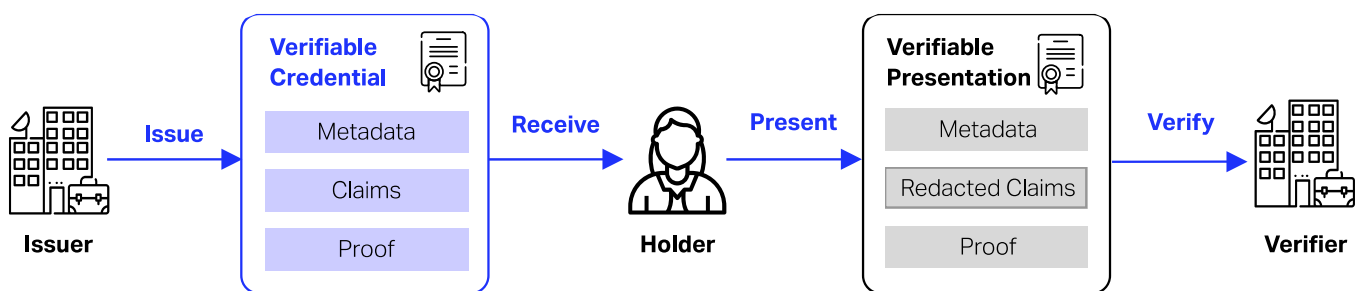 Issuer
Issue
Verifiable
Credential
Metadata
Claims
Proof
Receive
Holder
Present
Verifiable
Presentation
Metadata
Redacted Claims
Proof
Verify
Verifier